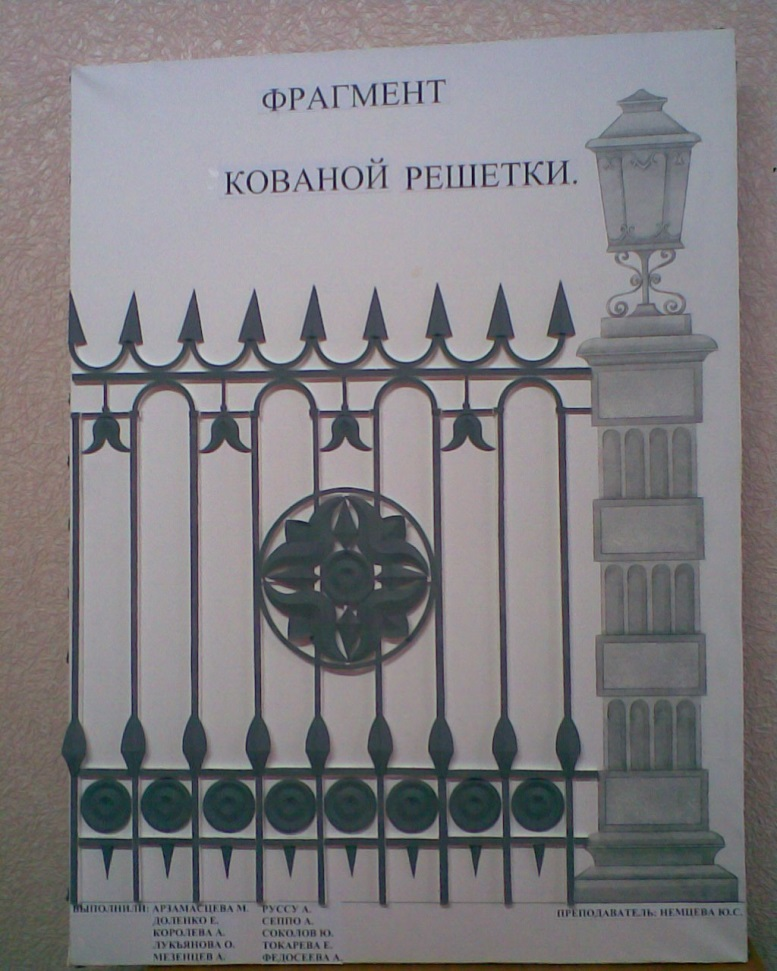 ФРАГМЕНТ
КОВАНОЙ РЕШЕТКИ.
ВЫПОЛНИЛИ: АРЗАМАСЦЕВА М. РУССУ А.
ДОЛЕНКО Е. СЕППО А.
КОРОЛЕВА А. СОКОЛОВ Ю.
ЛУКЬЯНОВА О. ТОКАРЕВА Е.
МЕЗЕНЦЕВ А. ФЕДОСЕЕВА А.
ПРЕПОДАВАТЕЛЬ: НЕМЦЕВА Ю.С.